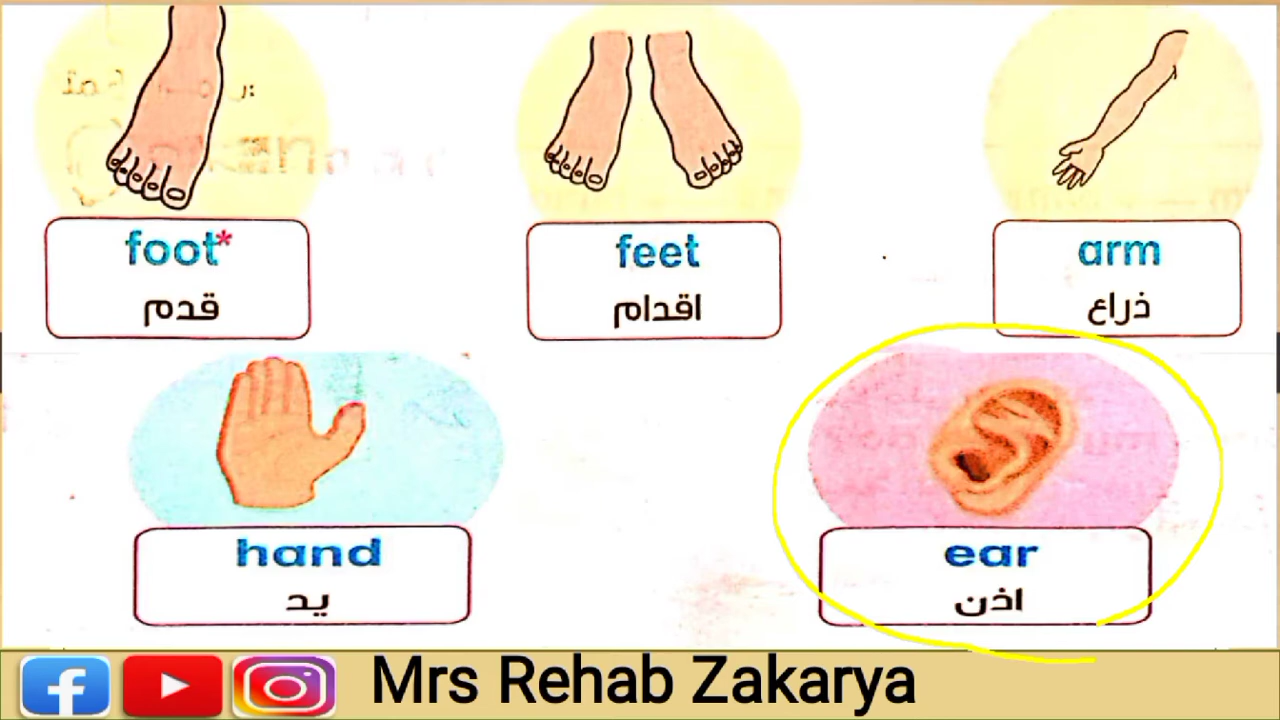 foot*
قدم
feet
اقدام
arm
ذراع
hand
يد
ear
اذن
Mrs Rehab Zakarya